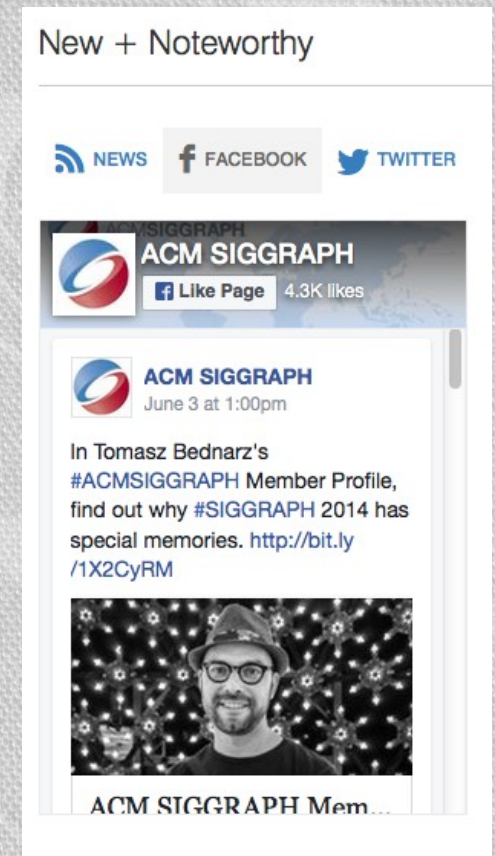 New + Noteworthy
NEWS
FACEBOOK
TWITTER
ACMSIGGRAPH
ACM SIGGRAPH
Like Page
4.3K likes
ACM SIGGRAPH
June 3 at 1:00pm
In Tomasz Bednarz's
#ACMSIGGRAPH Member Profile,
find out why #SIGGRAPH 2014 has
special memories. http://bit.ly
/1X2CyRM
ACM SIGGRAPH Mem...